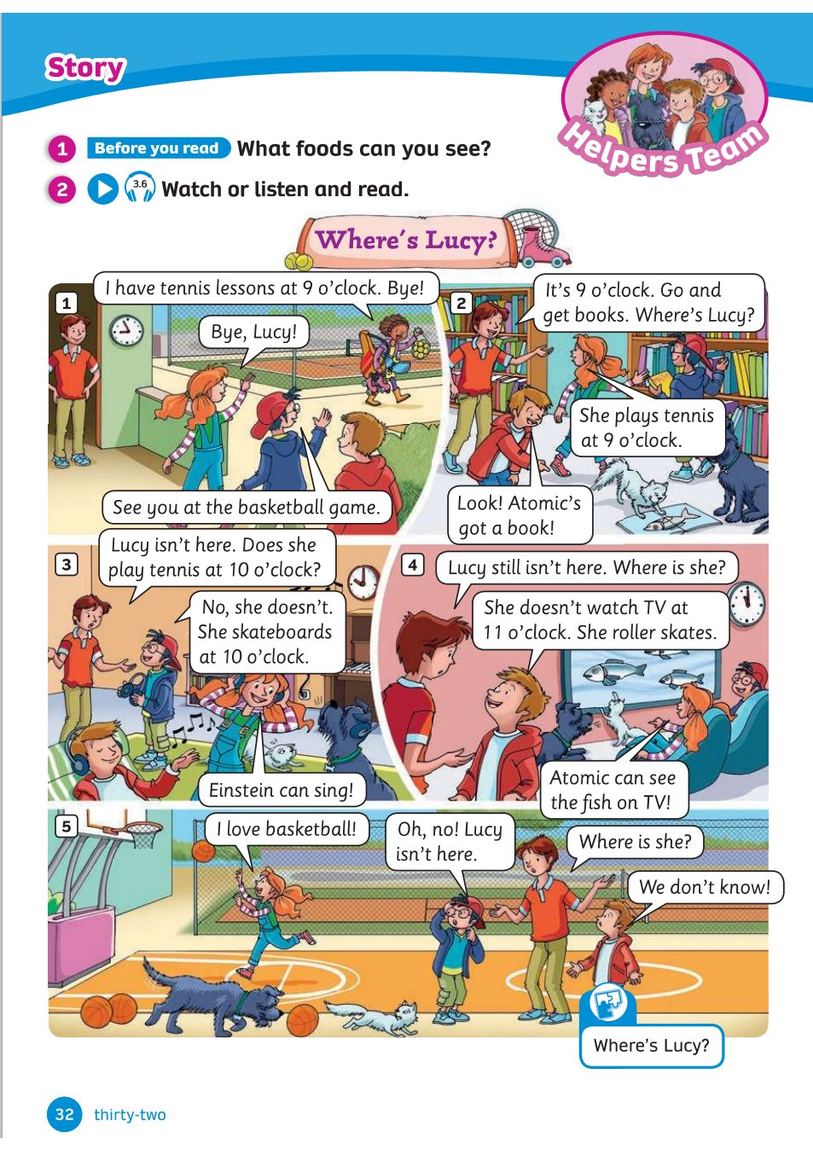 Story
Helpers Team
1 Before you read What foods can you see?
2 3.6 Watch or listen and read.
Where's Lucy?
1
I have tennis lessons at 9 o'clock. Bye!
Bye, Lucy!
See you at the basketball game.
2
It's 9 o'clock. Go and
get books. Where's Lucy?
She plays tennis
at 9 o'clock.
Look! Atomic's
got a book!
3
Lucy isn't here. Does she
play tennis at 10 o'clock?
No, she doesn't.
She skateboards
at 10 o'clock.
Einstein can sing!
4
Lucy still isn't here. Where is she?
She doesn't watch TV at
11 o'clock. She roller skates.
Atomic can see
the fish on TV!
5
I love basketball!
Oh, no! Lucy
isn't here.
Where is she?
We don't know!
Where's Lucy?
32 thirty-two